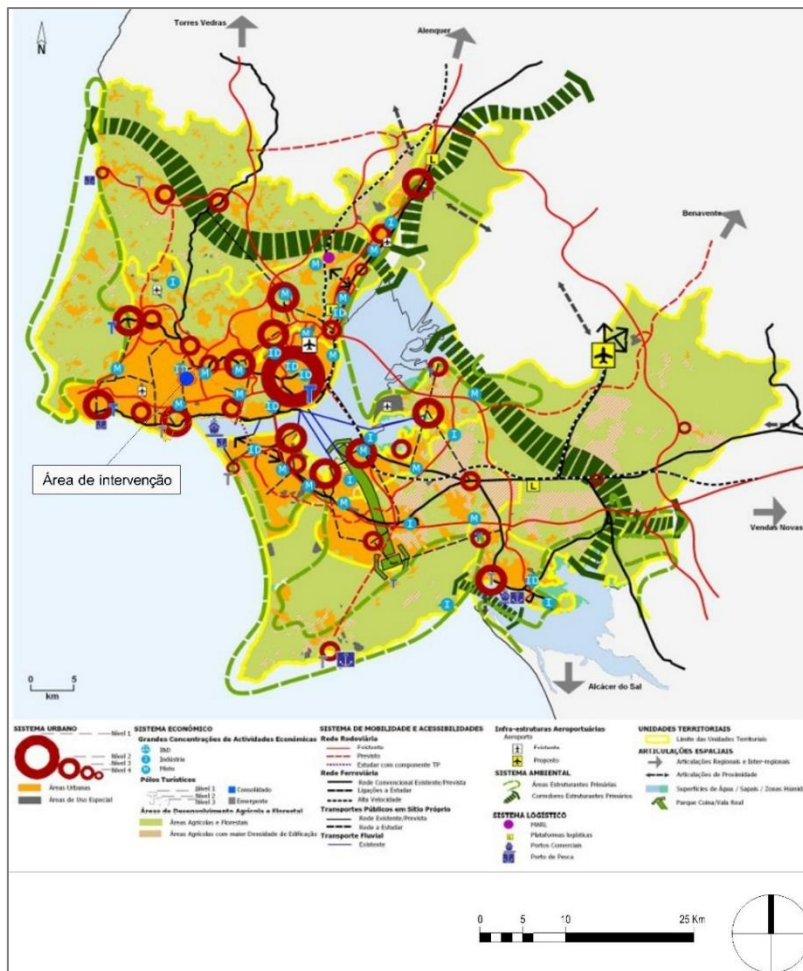 Torres Vedras
Alenquer
N
Benavente
Área de intervenção
Vendas Novas
Alcácer do Sal
0 5
km
SISTEMA URBANO
Nível 1
Nível 2
Nível 3
Nível 4
Áreas Urbanas
Áreas de Uso Especial
SISTEMA ECONÓMICO
Grandes Concentrações de Actividades Económicas
I&D
Indústria
Misto
Pólos Turísticos
Nível 1
Nível 2
Nível 3
Consolidado
Emergente
Áreas de Desenvolvimento Agrícola e Florestal
Áreas Agrícolas e Florestais
Áreas Agrícolas com maior Densidade de Edificação
SISTEMA DE MOBILIDADE E ACESSIBILIDADES
Rede Rodoviária
Existente
Previsto
Estudar com componente TP
Rede Ferroviária
Rede Convencional Existente/Prevista
Ligações a Estudar
Alta Velocidade
Transportes Públicos em Sítio Próprio
Rede Existente/Prevista
Rede a Estudar
Transporte Fluvial
Existente
Infra-estruturas Aeroportuárias
Aeroporto
Existente
Proposto
SISTEMA AMBIENTAL
Áreas Estruturantes Primárias
Corredores Estruturantes Primários
SISTEMA LOGÍSTICO
MARL
Plataformas logísticas
Portos Comerciais
Porto de Pesca
UNIDADES TERRITORIAIS
Limite das Unidades Territoriais
ARTICULAÇÕES ESPACIAIS
Articulações Regionais e Inter-regionais
Articulações de Proximidade
Superfícies de Água / Sapais / Zonas Húmidas
Parque Coina/Vala Real
0 5 10 25 Km